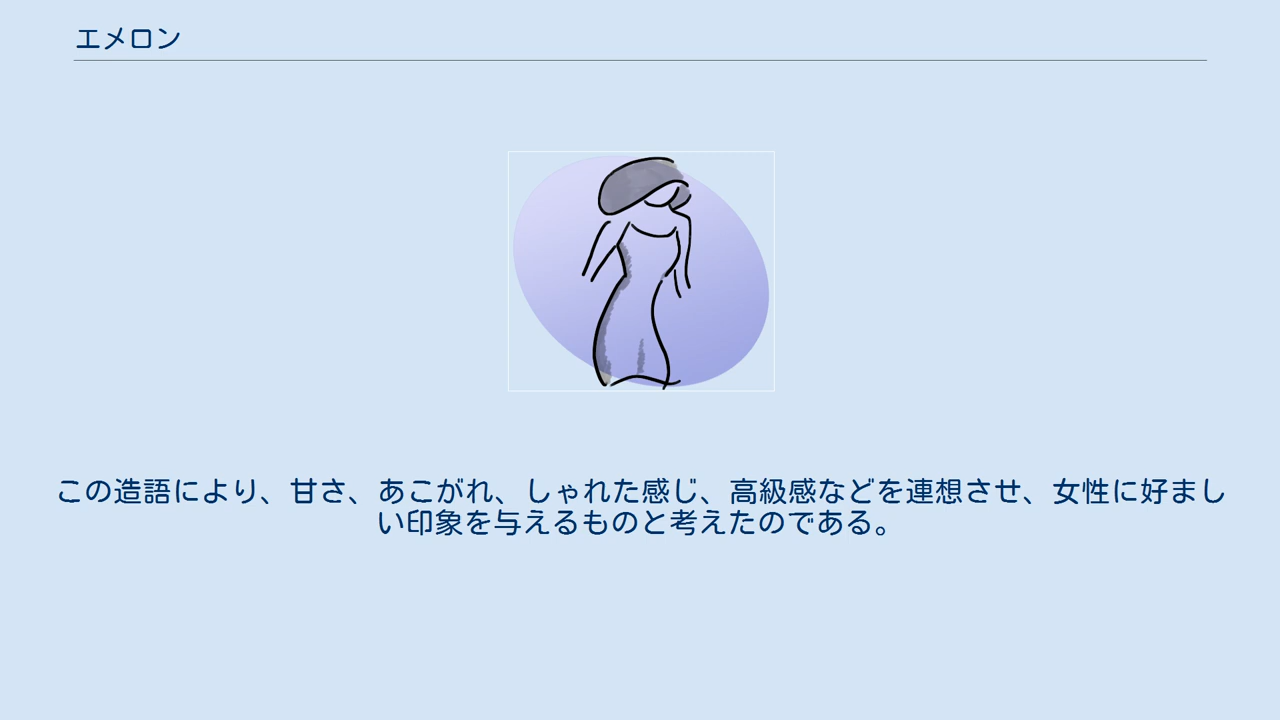 エメロン
この造語により、甘さ、あこがれ、しゃれた感じ、高級感などを連想させ、女性に好まし
い印象を与えるものと考えたのである。